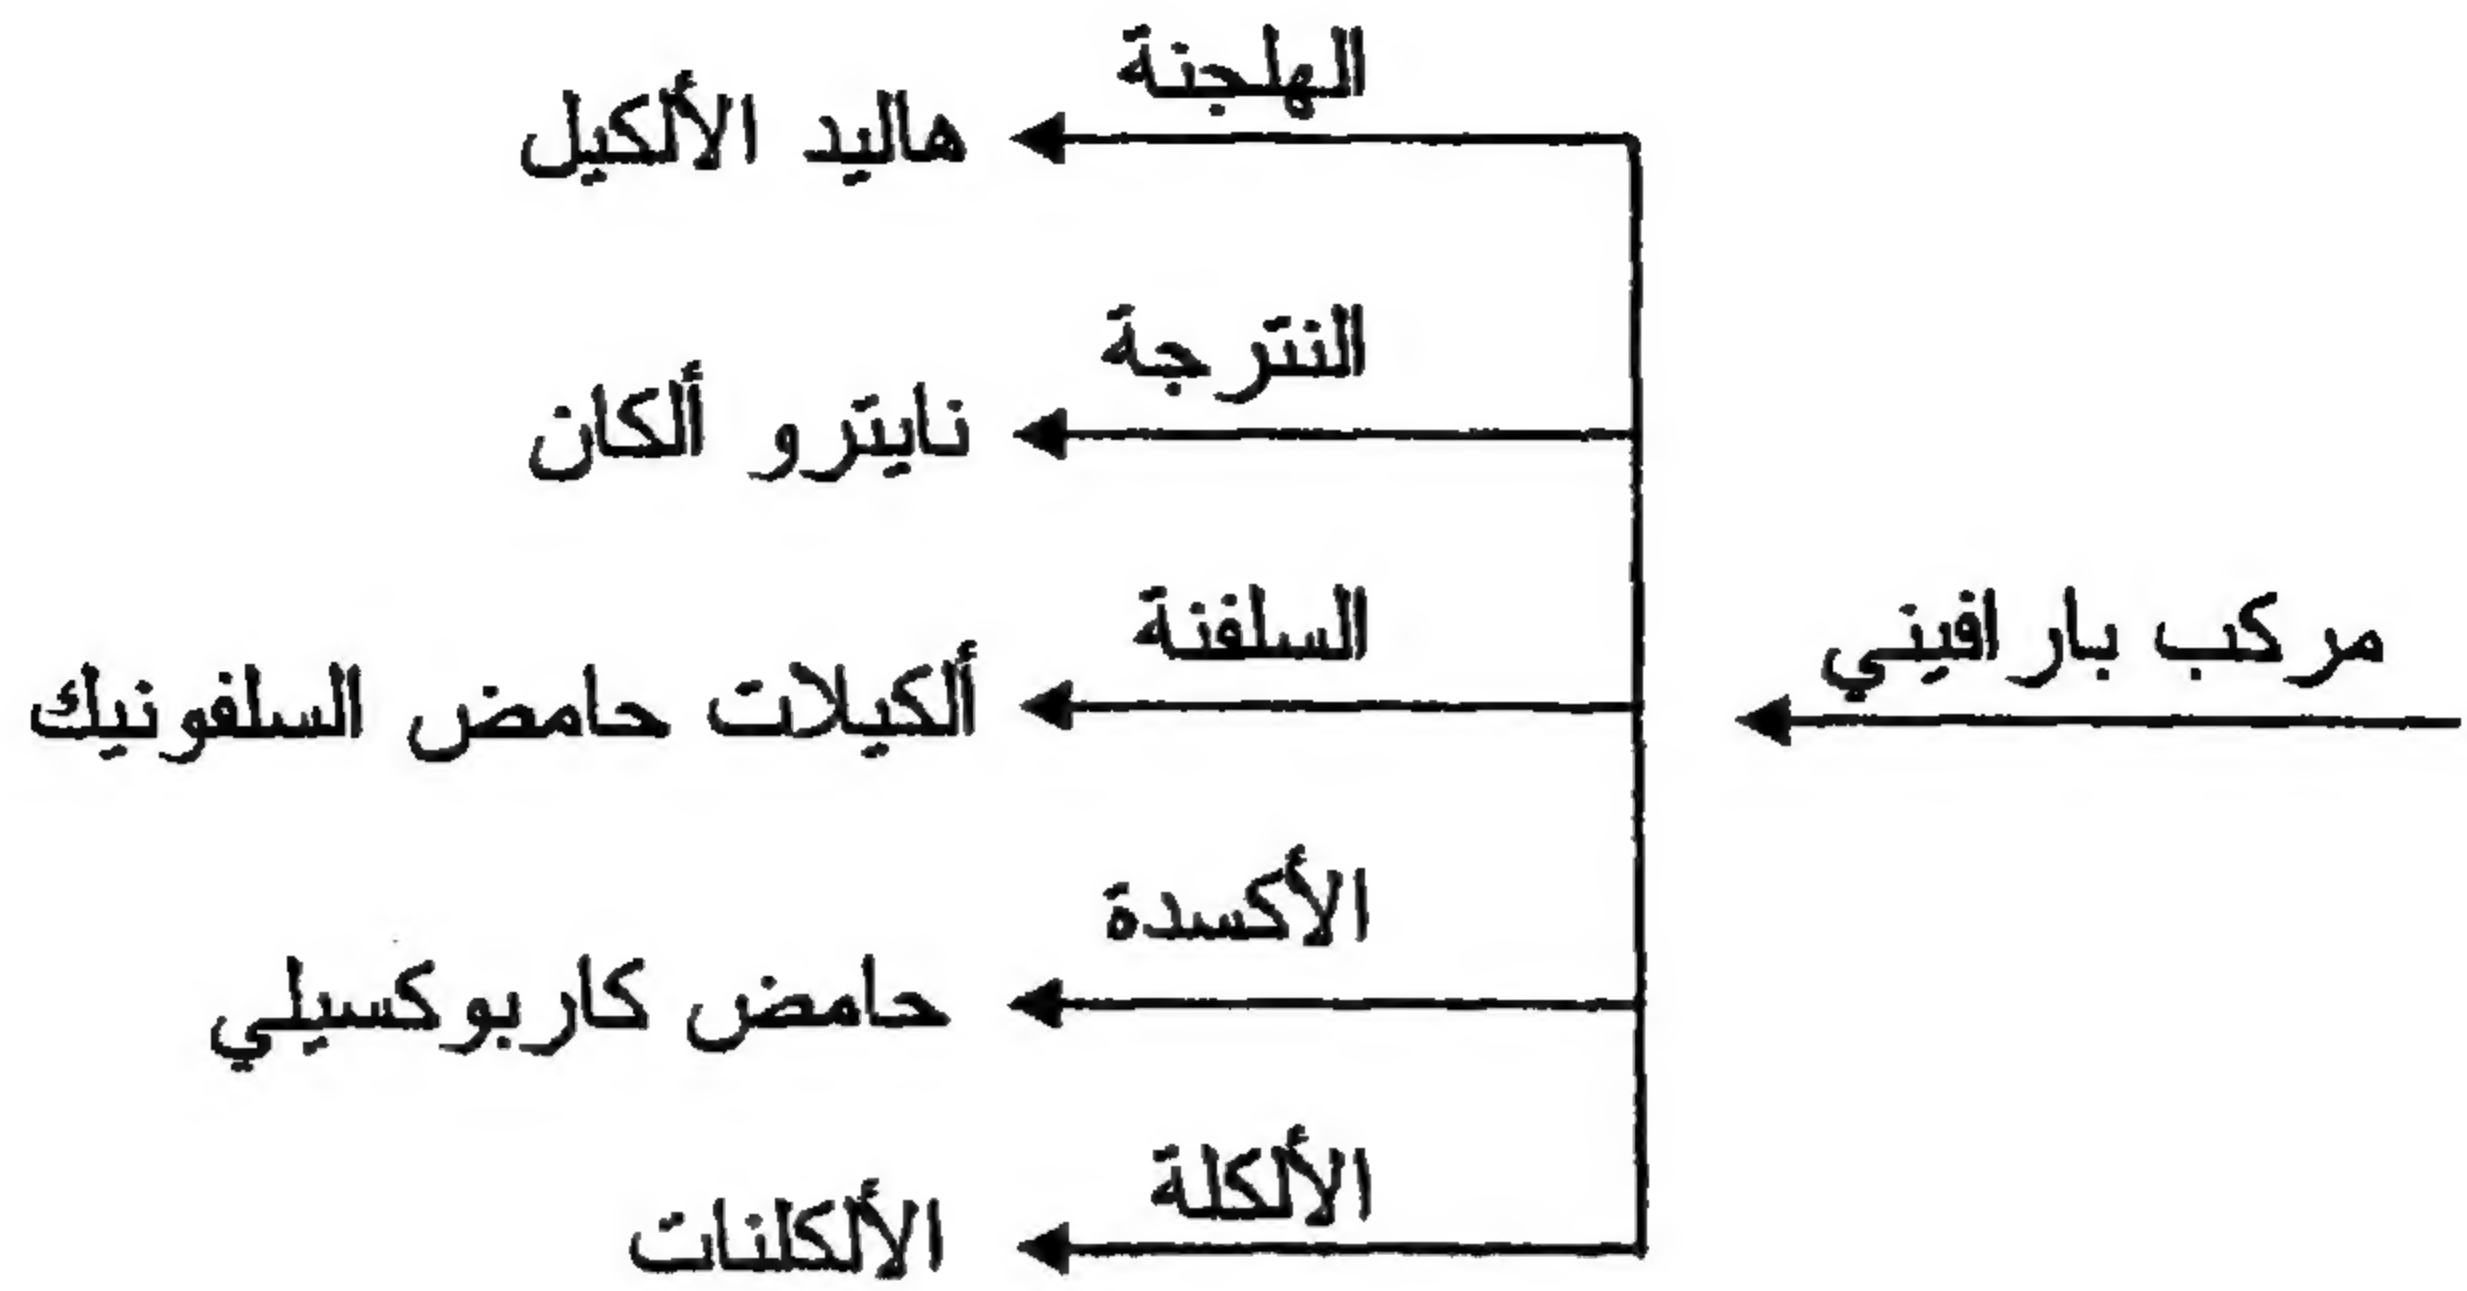 الهلجنة
هاليد الألكيل
النترجة
نايترو ألكان
مركب بارافيني
السلفنة
ألكيلات حامض السلفونيك
الأكسدة
حامض كاربوكسيلي
الألكلة
الألكلنات